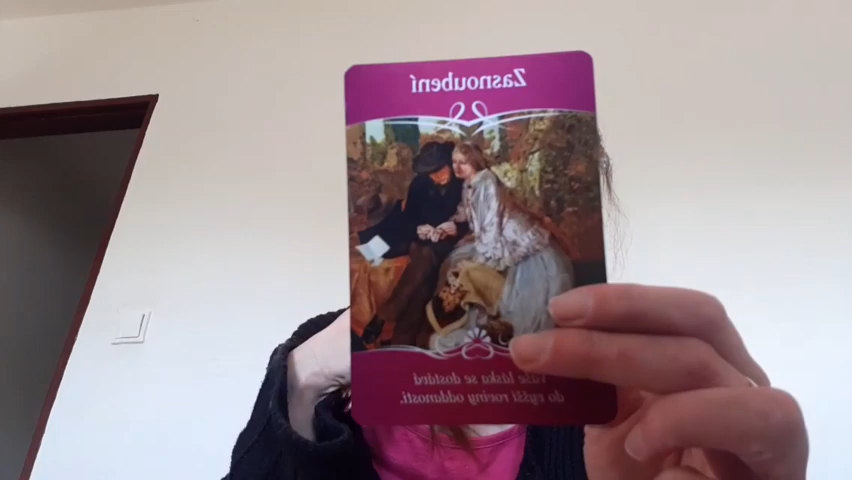 Zasnoubení
Vaše láska se dostává
do vyšší roviny oddanosti.